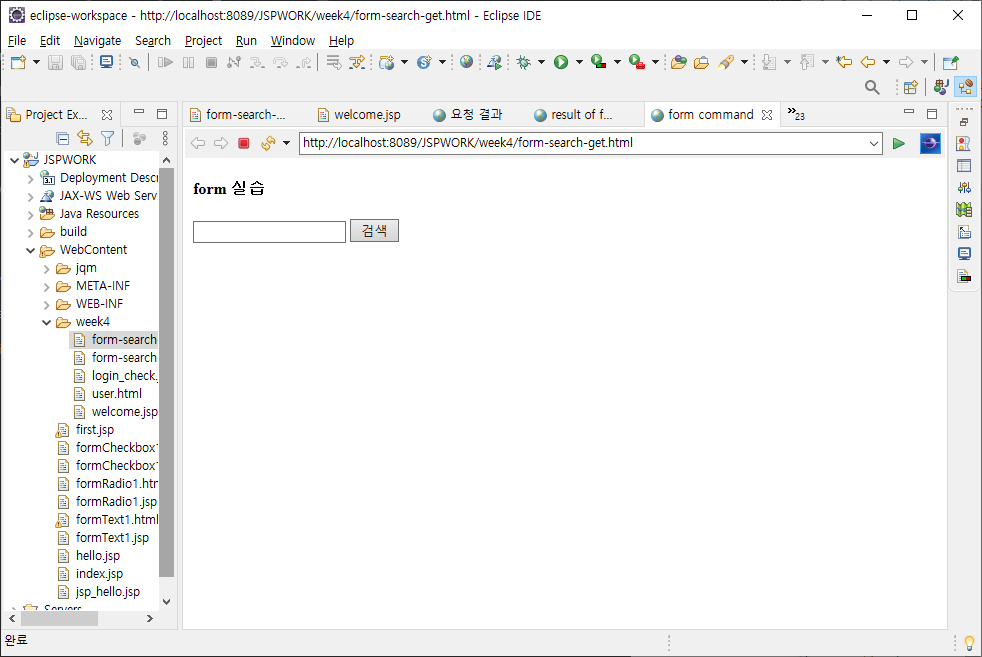 eclipse-workspace - http://localhost:8089/JSPWORK/week4/form-search-get.html - Eclipse IDE
File Edit Navigate Search Project Run Window Help
Project Ex...
form-search-... welcome.jsp 요청 결과 result of f... form command »23
http://localhost:8089/JSPWORK/week4/form-search-get.html
JSPWORK
Deployment Descr
JAX-WS Web Serv
Java Resources
build
WebContent
jqm
META-INF
WEB-INF
week4
form-search
form-search
login_check.
user.html
welcome.jsp
first.jsp
formCheckbox1
formCheckbox1
formRadio1.htm
formRadio1.jsp
formText1.html
formText1.jsp
hello.jsp
index.jsp
jsp_hello.jsp
Servers
form 실습
검색
완료